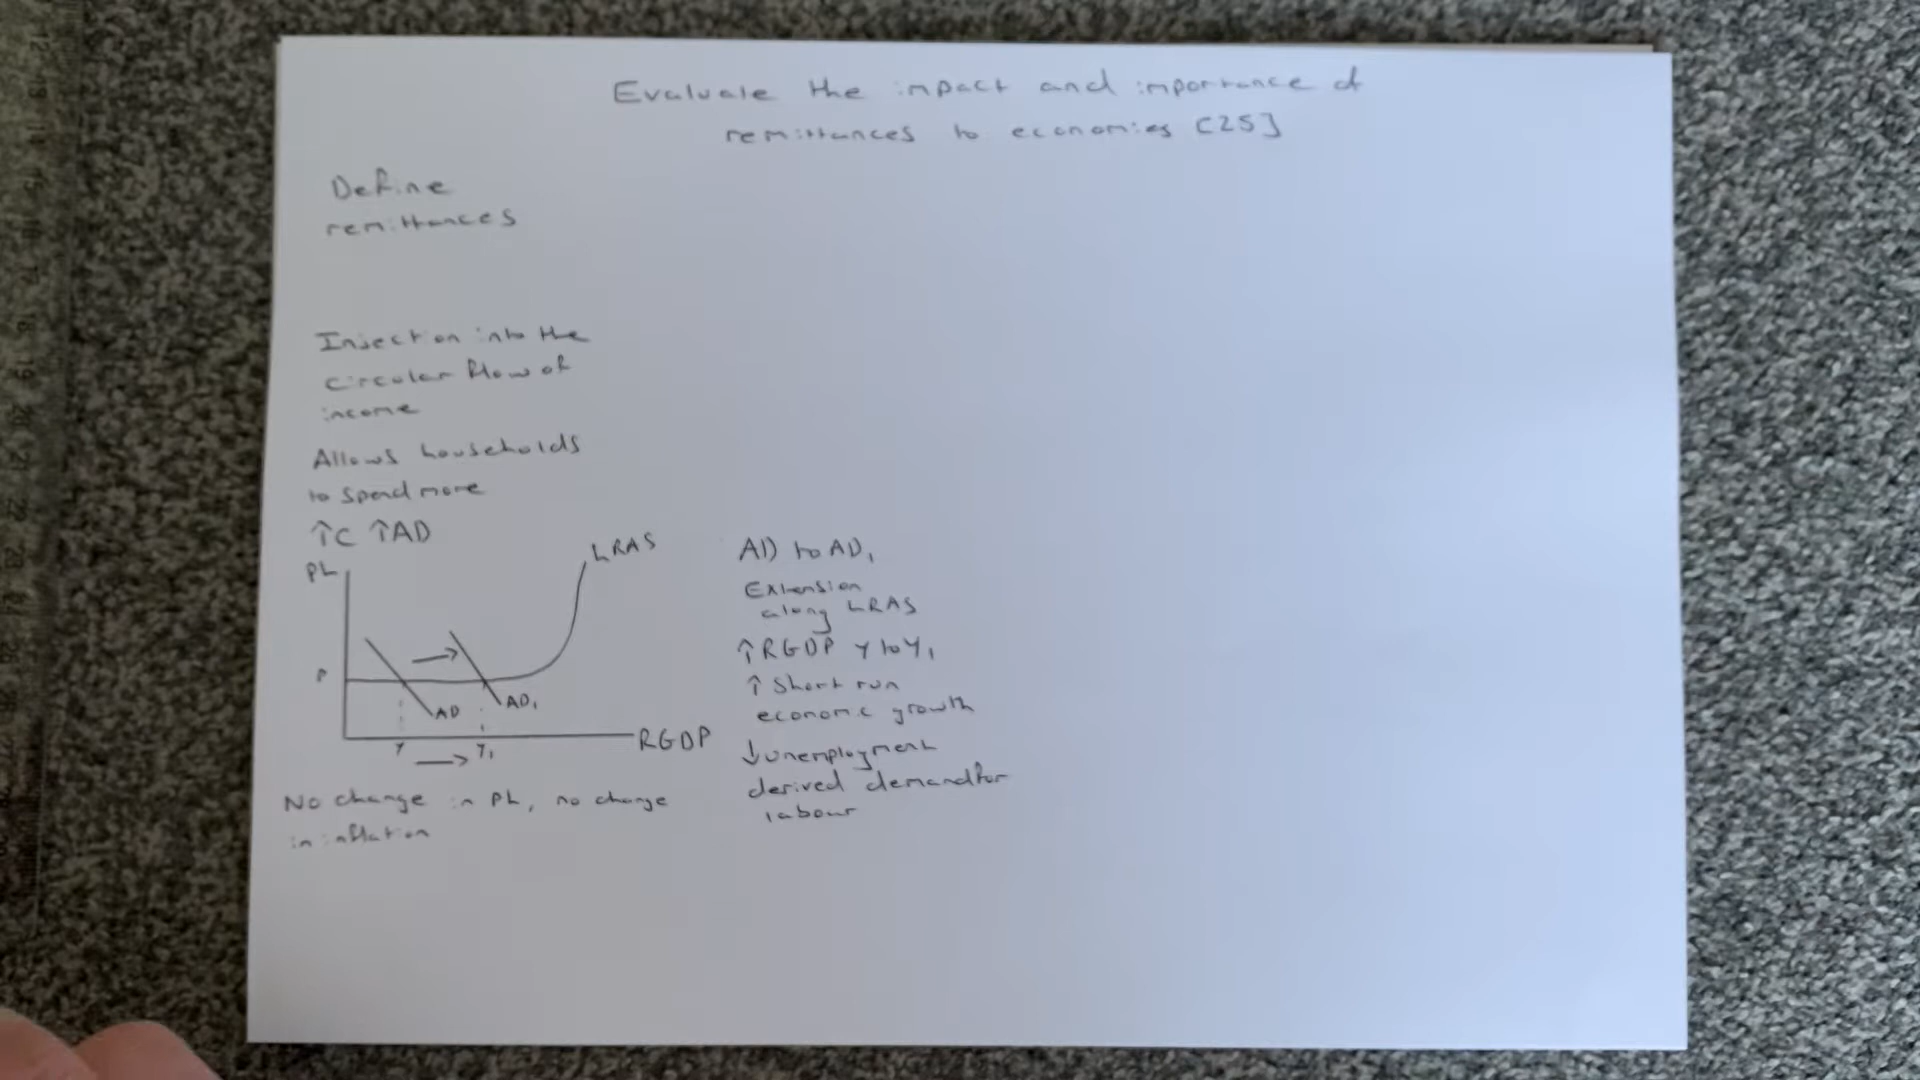 Evaluate the impact and importance of
remittances to economies [25]
Define
remittances
Injection into the
circular flow of
income
Allows households
to spend more
↑C ↑AD
PL
LRAS
P
AD
AD₁
Y
Y₁
RGDP
No change in PL, no change
in inflation
AD to AD₁
Extension
along LRAS
↑RGDP Y to Y₁
↑ Short run
economic growth
↓unemployment
derived demand for
labour